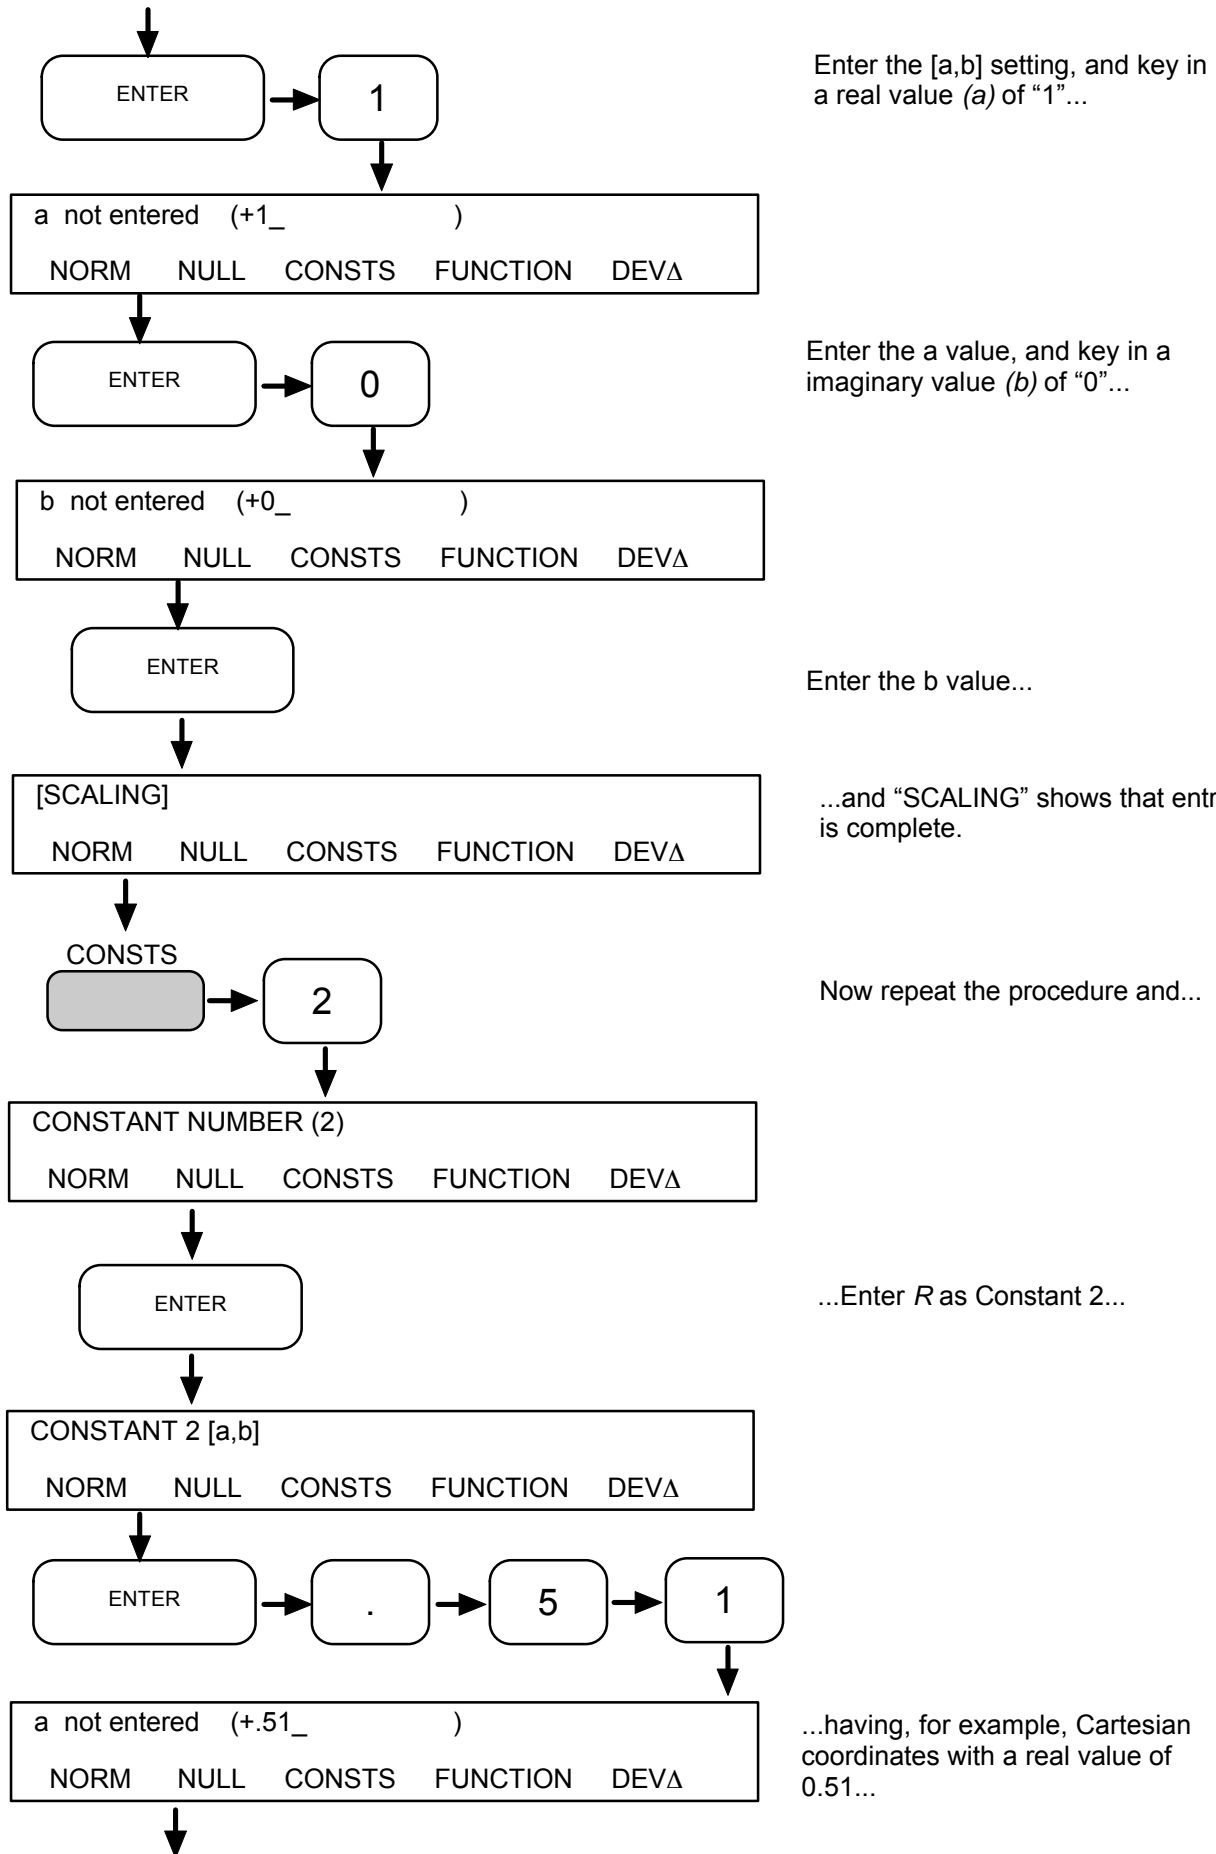 ENTER
1
Enter the [a,b] setting, and key in
a real value (a) of “1”...
a not entered (+1_ )
NORM NULL CONSTS FUNCTION DEVΔ
ENTER
0
Enter the a value, and key in a
imaginary value (b) of “0”...
b not entered (+0_ )
NORM NULL CONSTS FUNCTION DEVΔ
ENTER
Enter the b value...
[SCALING]
NORM NULL CONSTS FUNCTION DEVΔ
...and “SCALING” shows that entr
is complete.
CONSTS
2
Now repeat the procedure and...
CONSTANT NUMBER (2)
NORM NULL CONSTS FUNCTION DEVΔ
ENTER
...Enter R as Constant 2...
CONSTANT 2 [a,b]
NORM NULL CONSTS FUNCTION DEVΔ
ENTER
.
5
1
a not entered (+.51_ )
NORM NULL CONSTS FUNCTION DEVΔ
...having, for example, Cartesian
coordinates with a real value of
0.51...